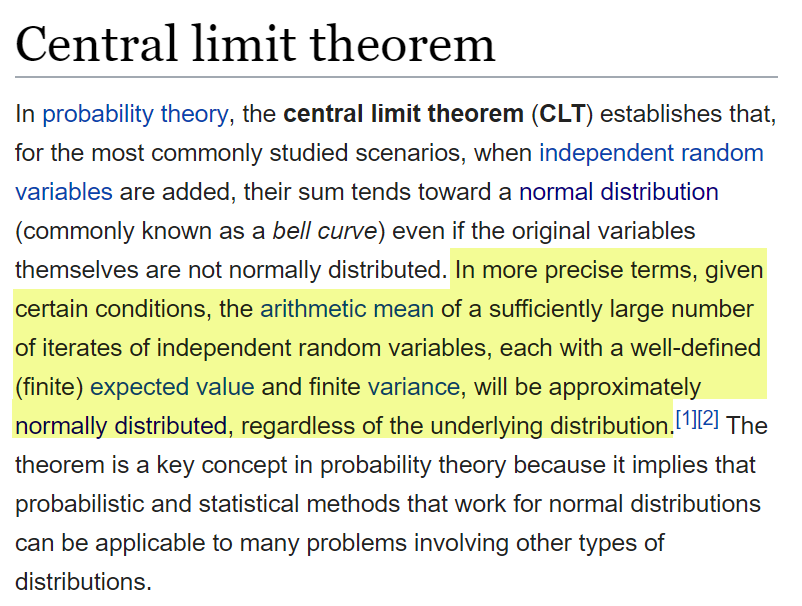 Central limit theorem
In probability theory, the central limit theorem (CLT) establishes that,
for the most commonly studied scenarios, when independent random
variables are added, their sum tends toward a normal distribution
(commonly known as a bell curve) even if the original variables
themselves are not normally distributed. In more precise terms, given
certain conditions, the arithmetic mean of a sufficiently large number
of iterates of independent random variables, each with a well-defined
(finite) expected value and finite variance, will be approximately
normally distributed, regardless of the underlying distribution.[1][2] The
theorem is a key concept in probability theory because it implies that
probabilistic and statistical methods that work for normal distributions
can be applicable to many problems involving other types of
distributions.